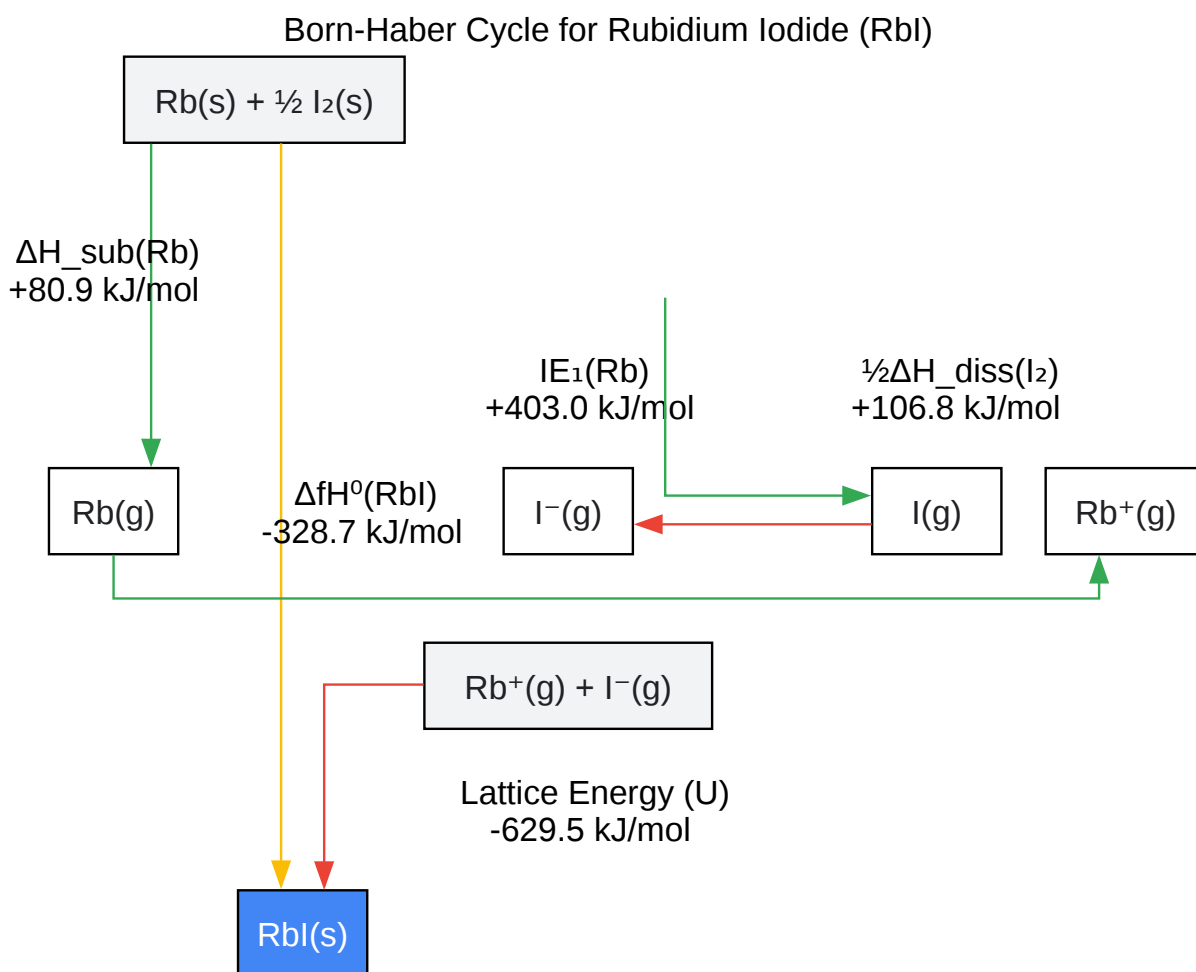 Born-Haber Cycle for Rubidium Iodide (RbI)
Rb(s) + ½ I₂(s)
ΔH_sub(Rb)
+80.9 kJ/mol
IE₁(Rb)
+403.0 kJ/mol
½ΔH_diss(I₂)
+106.8 kJ/mol
Rb(g)
ΔfH⁰(RbI)
-328.7 kJ/mol
I⁻(g)
I(g)
Rb⁺(g)
Rb⁺(g) + I⁻(g)
Lattice Energy (U)
-629.5 kJ/mol
RbI(s)